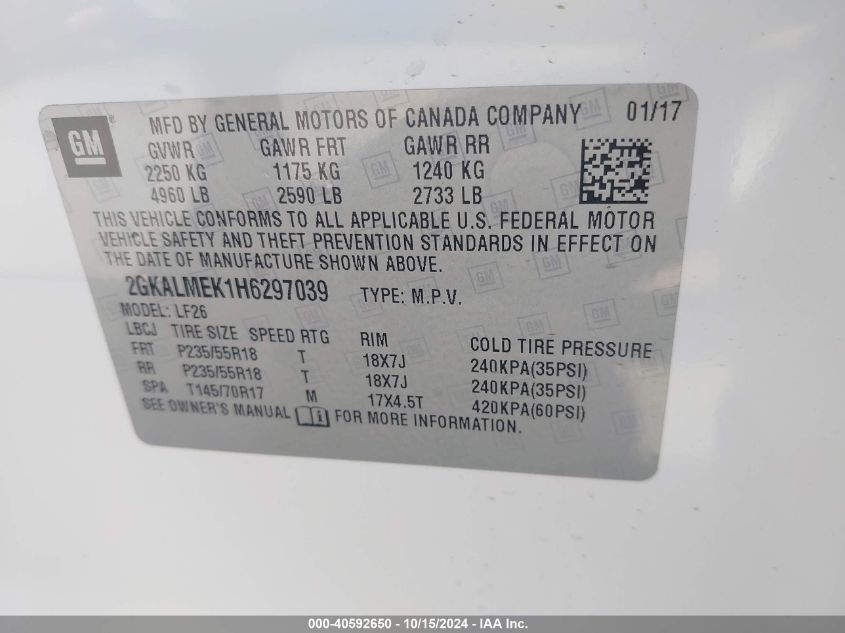 GM
MFD BY GENERAL MOTORS OF CANADA COMPANY 01/17
GVWR GAWR FRT GAWR RR
2250 KG 1175 KG 1240 KG
4960 LB 2590 LB 2733 LB
THIS VEHICLE CONFORMS TO ALL APPLICABLE U.S. FEDERAL MOTOR
VEHICLE SAFETY AND THEFT PREVENTION STANDARDS IN EFFECT ON
THE DATE OF MANUFACTURE SHOWN ABOVE.
2GKALMEK1H6297039 TYPE: M.P.V.
MODEL: LF26
LBCJ TIRE SIZE SPEED RTG RIM COLD TIRE PRESSURE
FRT P235/55R18 T 18X7J 240KPA(35PSI)
RR P235/55R18 T 18X7J 240KPA(35PSI)
SPA T145/70R17 M 17X4.5T 420KPA(60PSI)
SEE OWNER'S MANUAL FOR MORE INFORMATION.
000-40592650 - 10/15/2024 - IAA Inc.